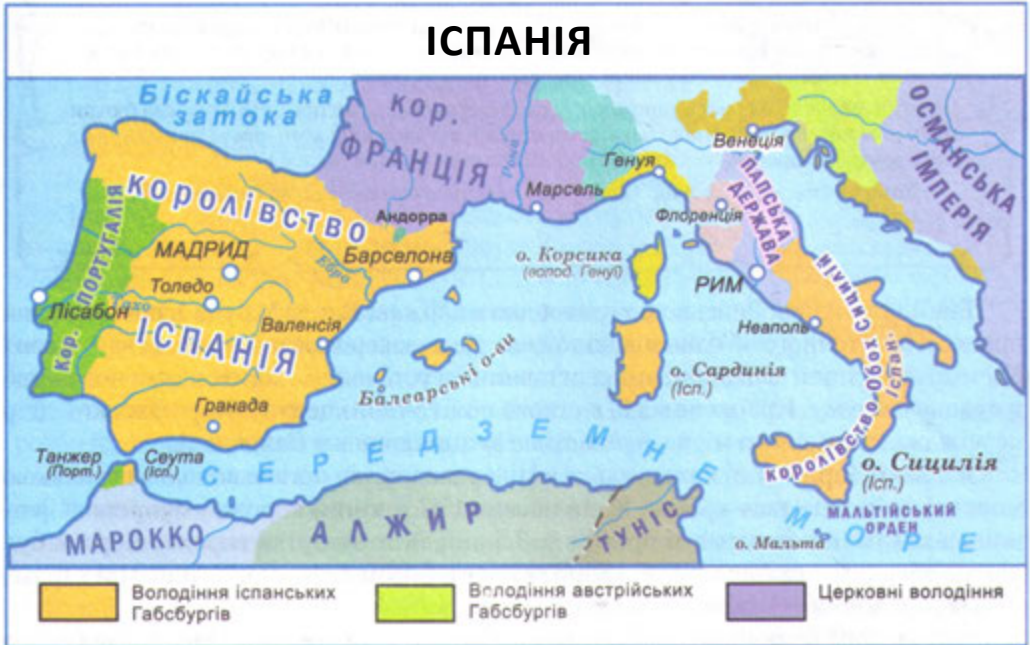 ІСПАНІЯ
Біскайська
затока
КОР.
ФРАНЦІЯ
Рона
Генуя
Венеція
ОСМАНСЬКА
ІМПЕРІЯ
Марсель
Флоренція
ПАПСЬКА
ДЕРЖАВА
КОРОЛІВСТВО
ІСПАНІЯ
Андорра
Барселона
Ебро
МАДРИД
Толедо
Тахо
Валенсія
Гранада
Кор. ПОРТУГАЛІЯ
Лісабон
о. Корсика
(волод. Генуї)
РИМ
Неаполь
о. Сардинія
(Ісп.)
Балеарські о-ви
Королівство обох Сицилій
(Ісп.)
о. Сицилія
(Ісп.)
Танжер
(Порт.)
Сеута
(Ісп.)
СЕРЕДЗЕМНЕ
МОРЕ
МАРОККО
АЛЖИР
ТУНІС
МАЛЬТІЙСЬКИЙ
ОРДЕН
о. Мальта
Володіння іспанських
Габсбургів
Володіння австрійських
Габсбургів
Церковні володіння